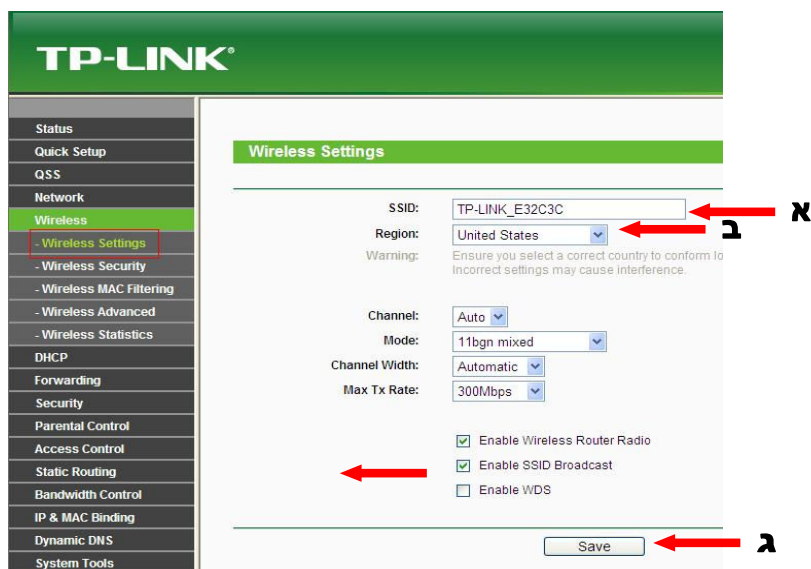 TP-LINK®
Status
Quick Setup
QSS
Network
Wireless
- Wireless Settings
- Wireless Security
- Wireless MAC Filtering
- Wireless Advanced
- Wireless Statistics
DHCP
Forwarding
Security
Parental Control
Access Control
Static Routing
Bandwidth Control
IP & MAC Binding
Dynamic DNS
System Tools
Wireless Settings
SSID: TP-LINK_E32C3C א
Region: United States ב
Warning: Ensure you select a correct country to conform lo
Incorrect settings may cause interference.
Channel: Auto
Mode: 11bgn mixed
Channel Width: Automatic
Max Tx Rate: 300Mbps
Enable Wireless Router Radio
Enable SSID Broadcast
Enable WDS
Save ג